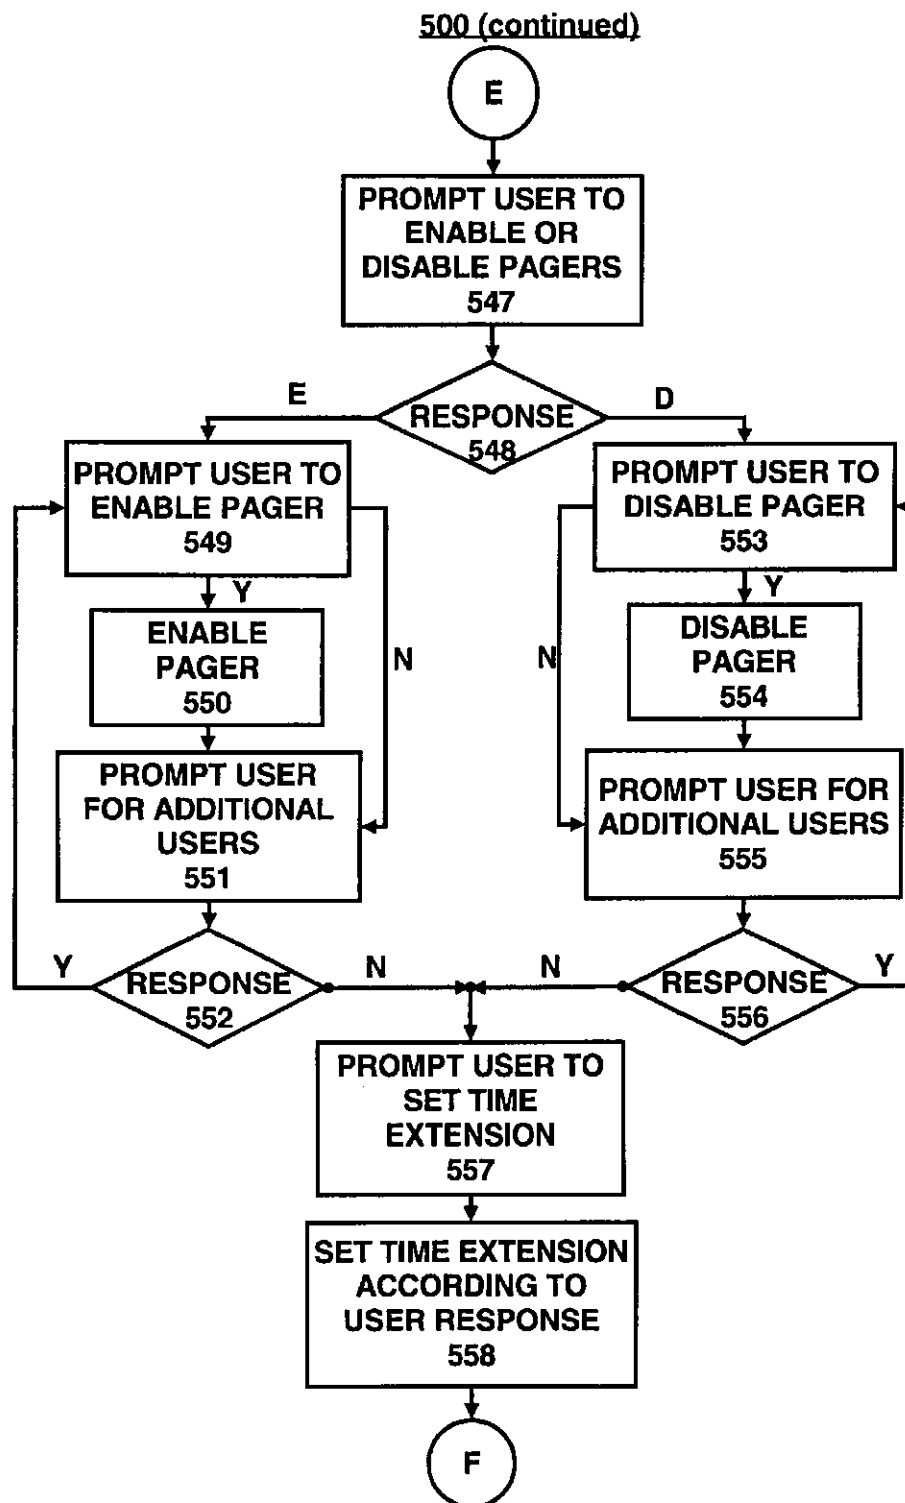 500 (continued)
E
PROMPT USER TO
ENABLE OR
DISABLE PAGERS
547
E
RESPONSE
548
D
PROMPT USER TO
ENABLE PAGER
549
PROMPT USER TO
DISABLE PAGER
553
Y
N
ENABLE
PAGER
550
Y
N
DISABLE
PAGER
554
PROMPT USER
FOR ADDITIONAL
USERS
551
PROMPT USER FOR
ADDITIONAL USERS
555
Y
RESPONSE
552
N
N
RESPONSE
556
Y
PROMPT USER TO
SET TIME
EXTENSION
557
SET TIME EXTENSION
ACCORDING TO
USER RESPONSE
558
F